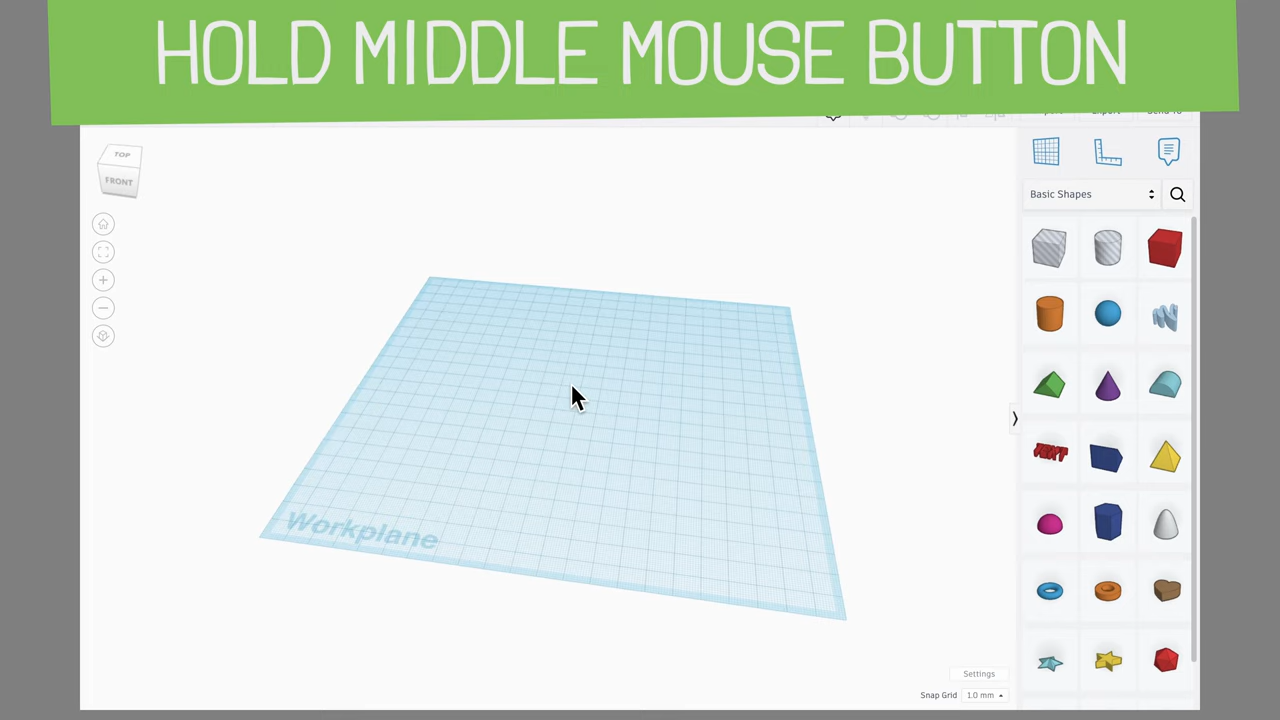 HOLD MIDDLE MOUSE BUTTON
TOP
FRONT
Basic Shapes
Workplane
Settings
Snap Grid 1.0 mm